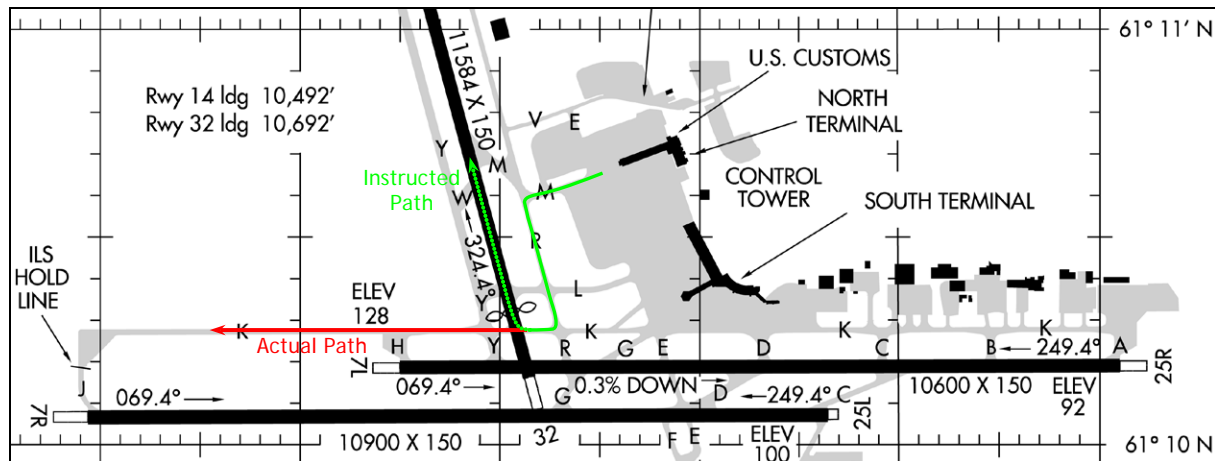 61° 11'
11584 X 150
U.S. CUSTOMS
Rwy 14 ldg 10,492'
Rwy 32 ldg 10,692'
NORTH
TERMINAL
V
E
Y
M
Instructed
Path
W
M
CONTROL
TOWER
SOUTH TERMINAL
324.4°
R
ILS
HOLD
LINE
ELEV
128
Y
L
K
Actual Path
K
K
K
H
Y
R
G
E
D
C
B
249.4°
A
7L
25R
069.4°
0.3% DOWN
10600 X 150
ELEV
92
J
069.4°
G
D
249.4°
C
7R
25L
10900 X 150
32
F
E
ELEV
100
61° 10' N